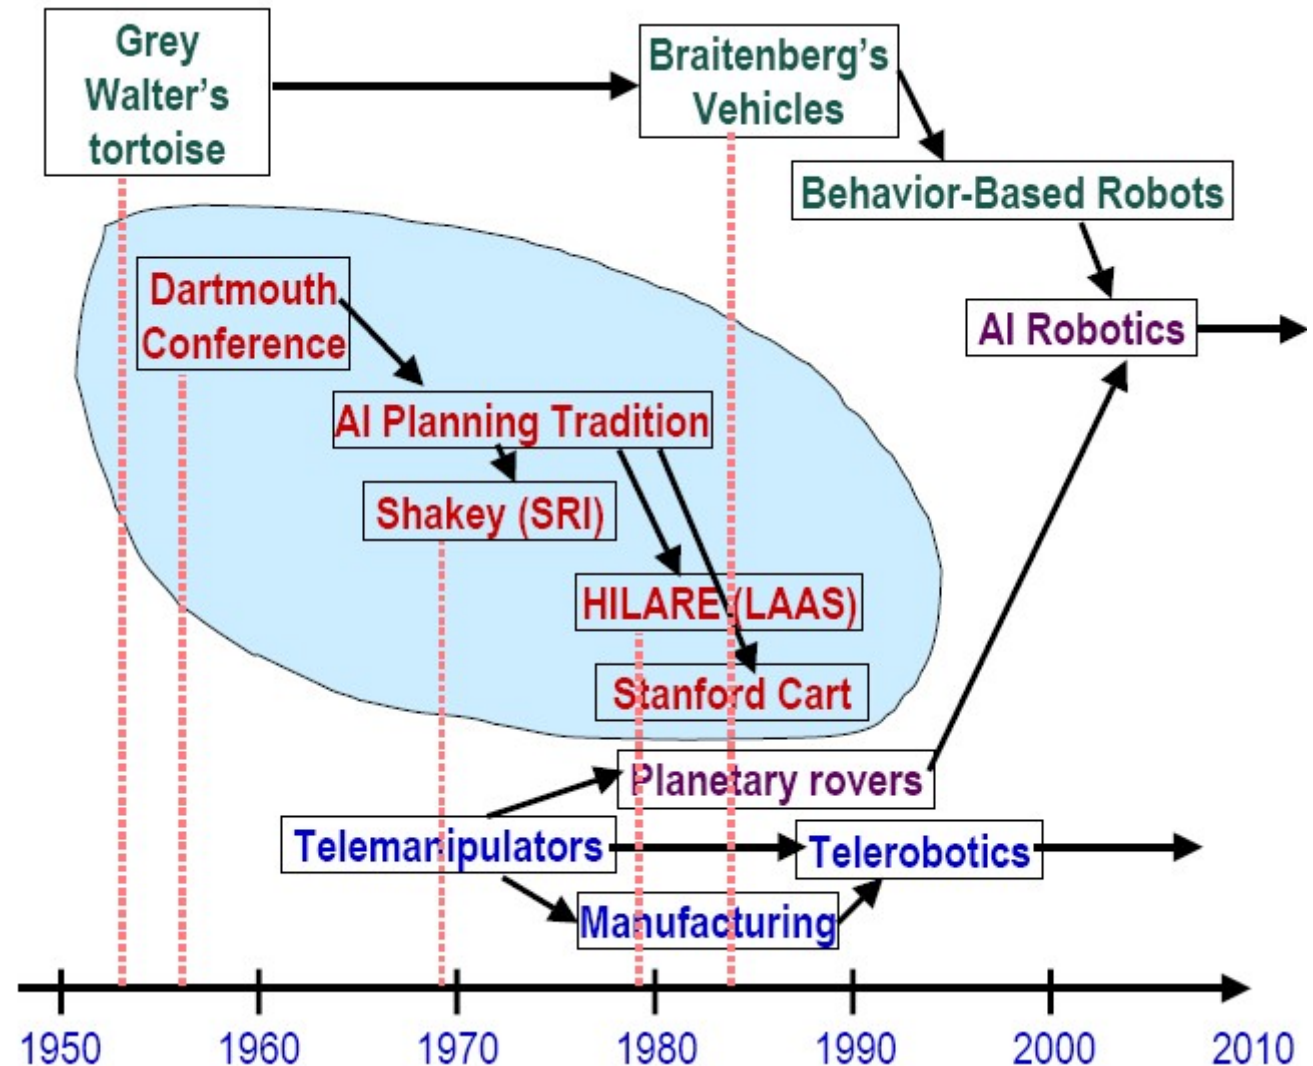 Grey
Walter’s
tortoise
Braitenberg’s
Vehicles
Behavior-Based Robots
Dartmouth
Conference
AI Robotics
AI Planning Tradition
Shakey (SRI)
HILARE (LAAS)
Stanford Cart
Planetary rovers
Telemanipulators
Telerobotics
Manufacturing
1950 1960 1970 1980 1990 2000 2010